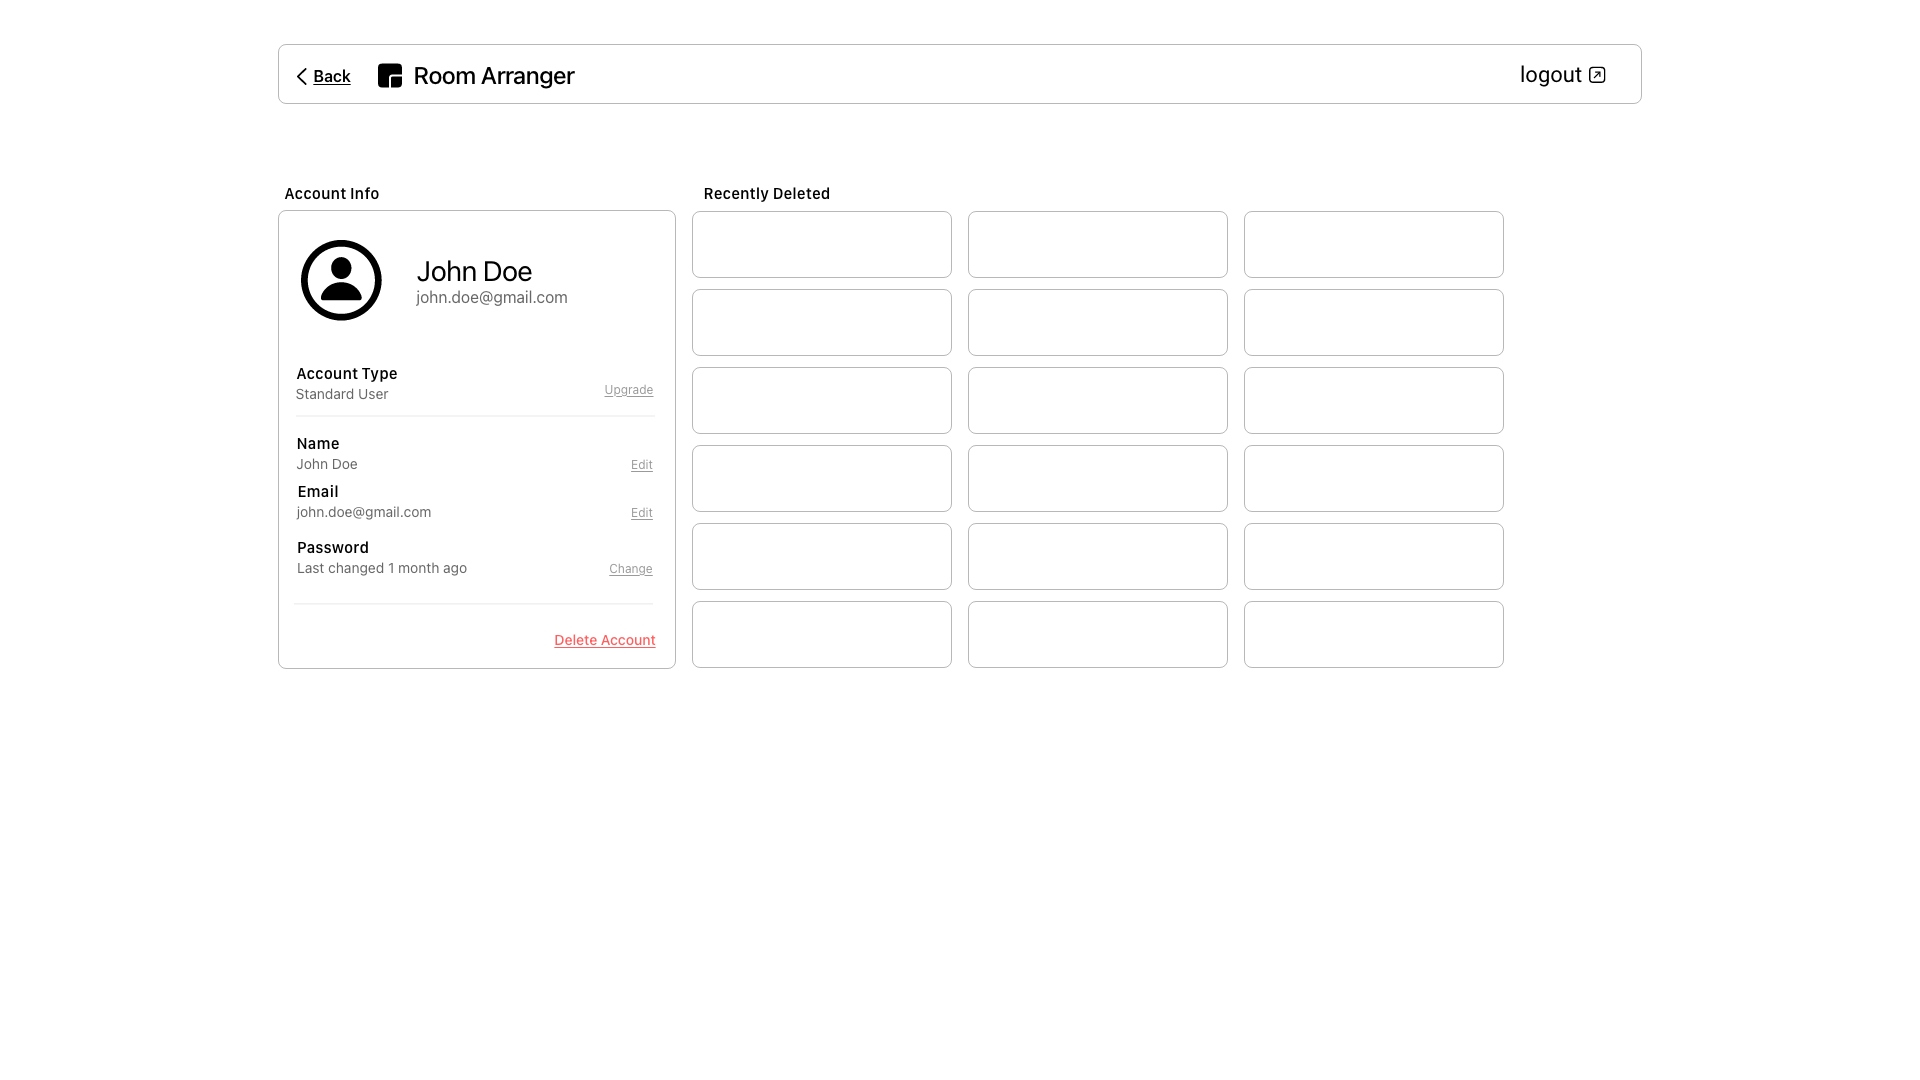 Back
Room Arranger
logout
Account Info
Recently Deleted
John Doe
john.doe@gmail.com
Account Type
Standard User
Upgrade
Name
John Doe
Edit
Email
john.doe@gmail.com
Edit
Password
Last changed 1 month ago
Change
Delete Account